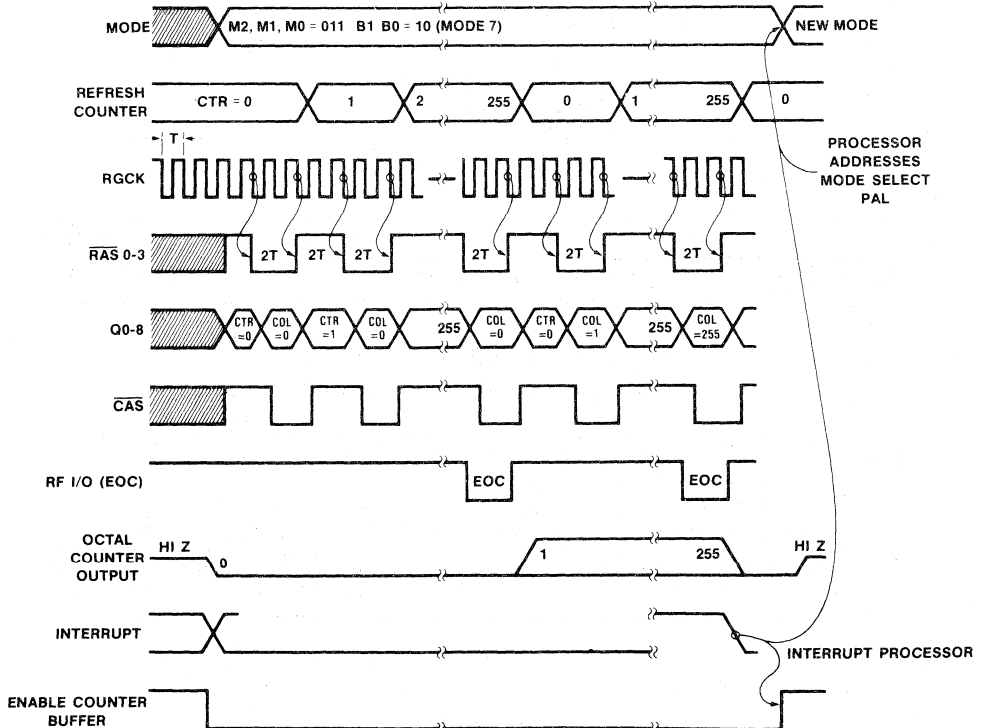 MODE
M2, M1, M0 = 011 B1 B0 = 10 (MODE 7)
NEW MODE
REFRESH
COUNTER
CTR = 0
1
2
255
0
1
255
0
T
RGCK
PROCESSOR
ADDRESSES
MODE SELECT
PAL
RAS 0-3
2T
2T
2T
2T
2T
2T
Q0-8
CTR
=0
COL
=0
CTR
=1
COL
=0
255
COL
=0
CTR
=0
COL
=1
255
COL
=255
CAS
RF I/O (EOC)
EOC
EOC
OCTAL
COUNTER
OUTPUT
HI Z
0
1
255
HI Z
INTERRUPT
INTERRUPT PROCESSOR
ENABLE COUNTER
BUFFER